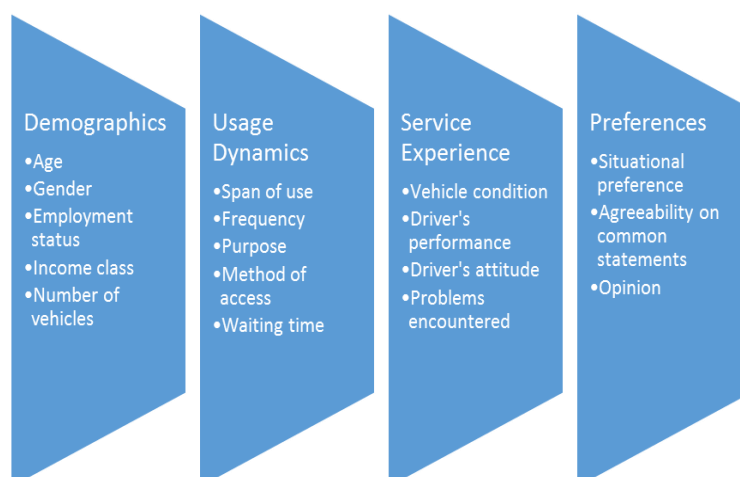 Demographics
•Age
•Gender
•Employment
status
•Income class
•Number of
vehicles
Usage
Dynamics
•Span of use
•Frequency
•Purpose
•Method of
access
•Waiting time
Service
Experience
•Vehicle condition
•Driver's
performance
•Driver's attitude
•Problems
encountered
Preferences
•Situational
preference
•Agreeability on
common
statements
•Opinion